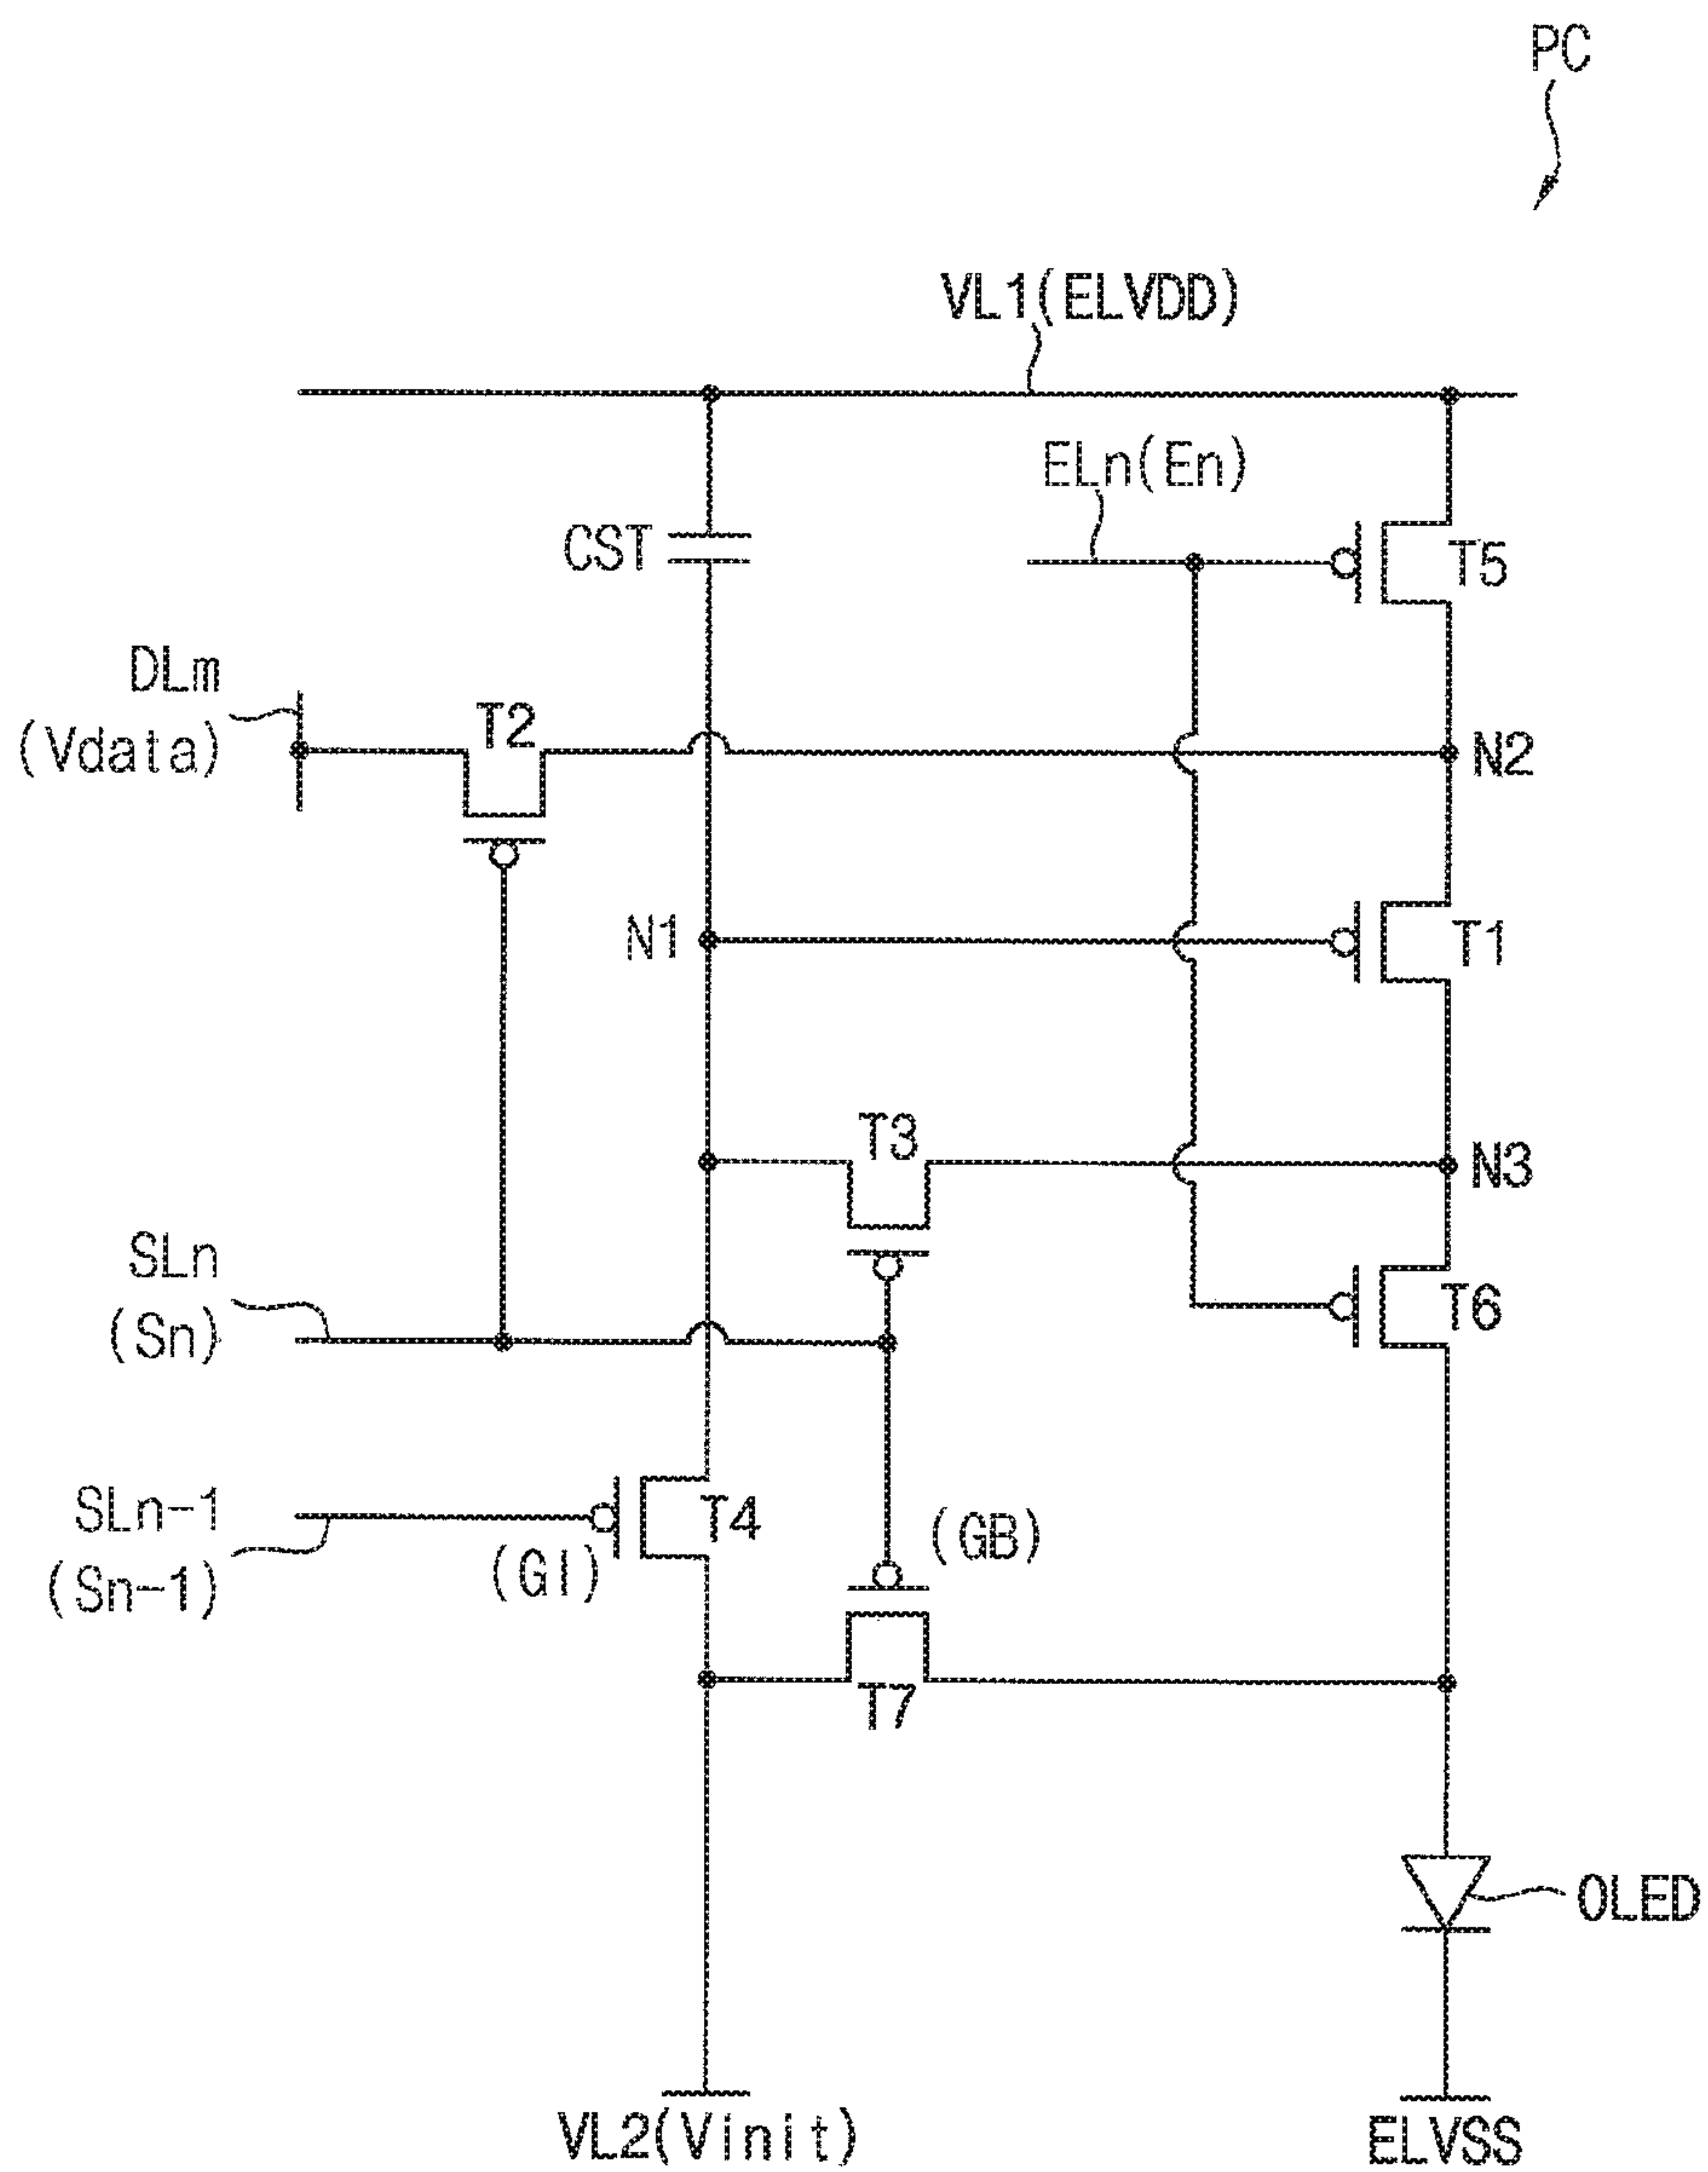 PC
VL1(ELVDD)
ELn(En)
CST
T5
DLm
(Vdata)
T2
N2
N1
T1
T3
N3
SLn
(Sn)
T6
SLn-1
(Sn-1)
T4
(GI)
(GB)
T7
OLED
VL2(Vinit)
ELVSS